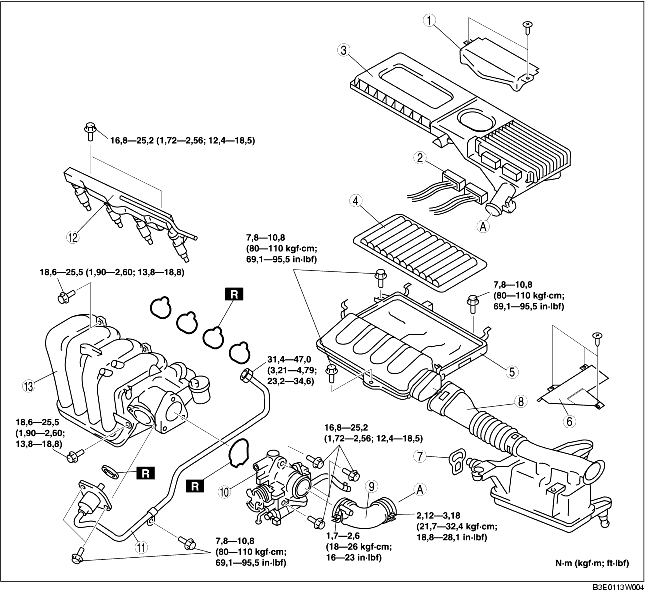 1
3
16,8—25,2 (1,72—2,56; 12,4—18,5)
2
4
A
12
7,8—10,8
(80—110 kgf·cm;
69,1—95,5 in·lbf)
18,6—25,5 (1,90—2,60; 13,8—18,8)
R
7,8—10,8
(80—110 kgf·cm;
69,1—95,5 in·lbf)
31,4—47,0
(3,21—4,79;
23,2—34,6)
5
13
8
6
18,6—25,5
(1,90—2,60;
13,8—18,8)
16,8—25,2
(1,72—2,56; 12,4—18,5)
7
R
R
10
9
A
2,12—3,18
(21,7—32,4 kgf·cm;
18,8—28,1 in·lbf)
11
7,8—10,8
(80—110 kgf·cm;
69,1—95,5 in·lbf)
1,7—2,6
(18—26 kgf·cm;
16—23 in·lbf)
N·m (kgf·m; ft·lbf)
B3E0113W004